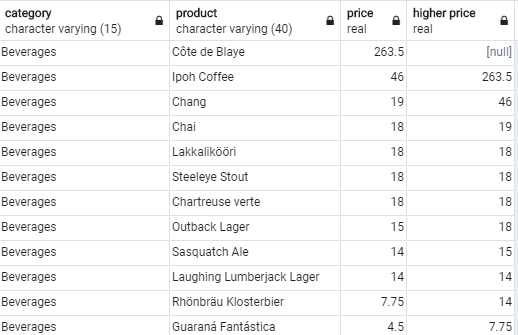 category product price higher price
character varying (15) character varying (40) real real
Beverages Côte de Blaye 263.5 [null]
Beverages Ipoh Coffee 46 263.5
Beverages Chang 19 46
Beverages Chai 18 19
Beverages Lakkalikööri 18 18
Beverages Steeleye Stout 18 18
Beverages Chartreuse verte 18 18
Beverages Outback Lager 15 18
Beverages Sasquatch Ale 14 15
Beverages Laughing Lumberjack Lager 14 14
Beverages Rhönbräu Klosterbier 7.75 14
Beverages Guaraná Fantástica 4.5 7.75